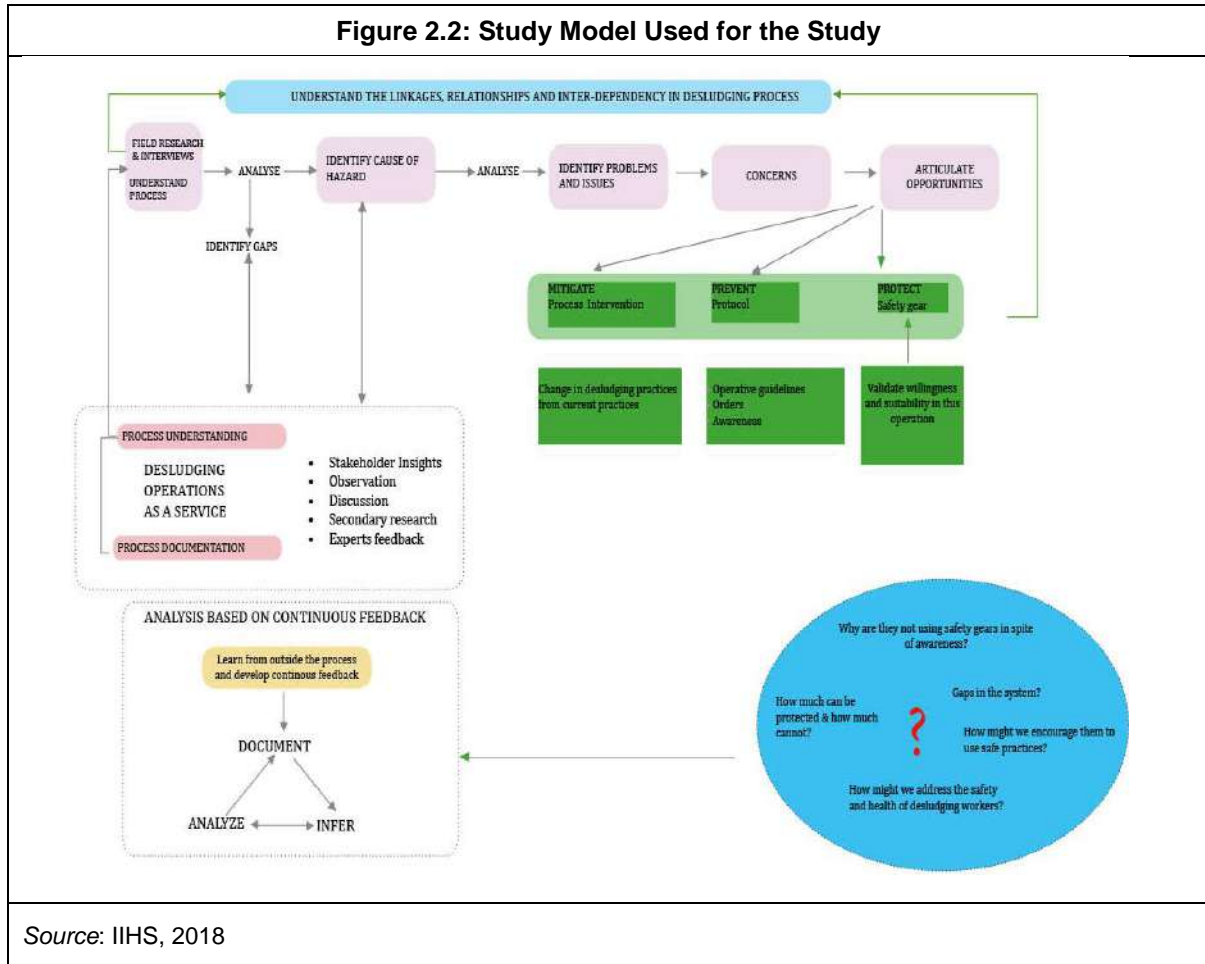 Figure 2.2: Study Model Used for the Study
UNDERSTAND THE LINKAGES, RELATIONSHIPS AND INTER-DEPENDENCY IN DESLUDGING PROCESS
FIELD RESEARCH
& INTERVIEWS
UNDERSTAND
PROCESS
ANALYSE
IDENTIFY CAUSE OF
HAZARD
ANALYSE
IDENTIFY PROBLEMS
AND ISSUES
CONCERNS
ARTICULATE
OPPORTUNITIES
IDENTIFY GAPS
MITIGATE
Process Intervention
PREVENT
Protocol
PROTECT
Safety gear
Change in desludging practices
from current practices
Operative guidelines
Orders
Awareness
Validate willingness
and suitability in this
operation
PROCESS UNDERSTANDING
DESLUDGING
OPERATIONS
AS A SERVICE
PROCESS DOCUMENTATION
• Stakeholder Insights
• Observation
• Discussion
• Secondary research
• Experts feedback
ANALYSIS BASED ON CONTINUOUS FEEDBACK
Learn from outside the process
and develop continous feedback
DOCUMENT
ANALYZE
INFER
Why are they not using safety gears in spite
of awareness?
Gaps in the system?
How much can be
protected & how much
cannot?
?
How might we encourage them to
use safe practices?
How might we address the safety
and health of desludging workers?
Source: IIHS, 2018